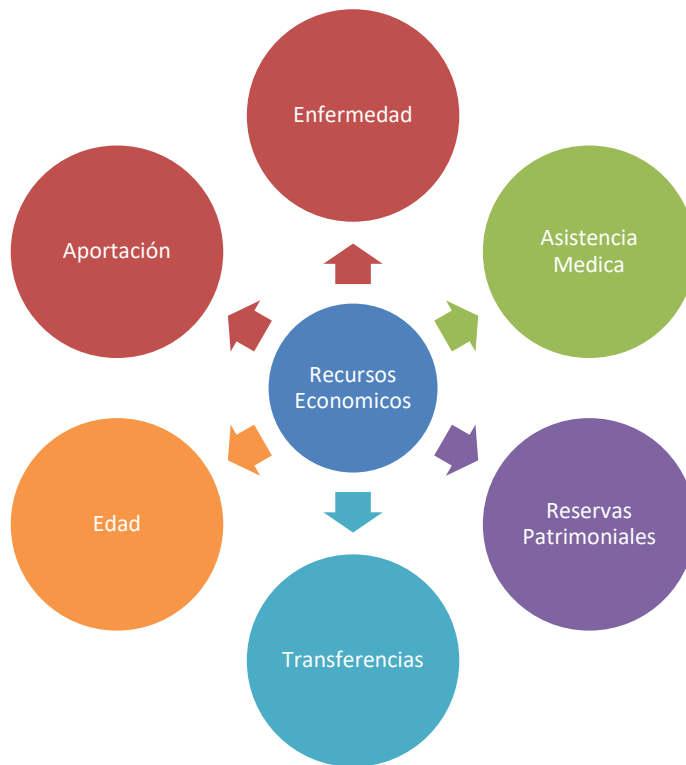 Enfermedad
Aportación
Asistencia
Medica
Recursos
Economicos
Edad
Reservas
Patrimoniales
Transferencias